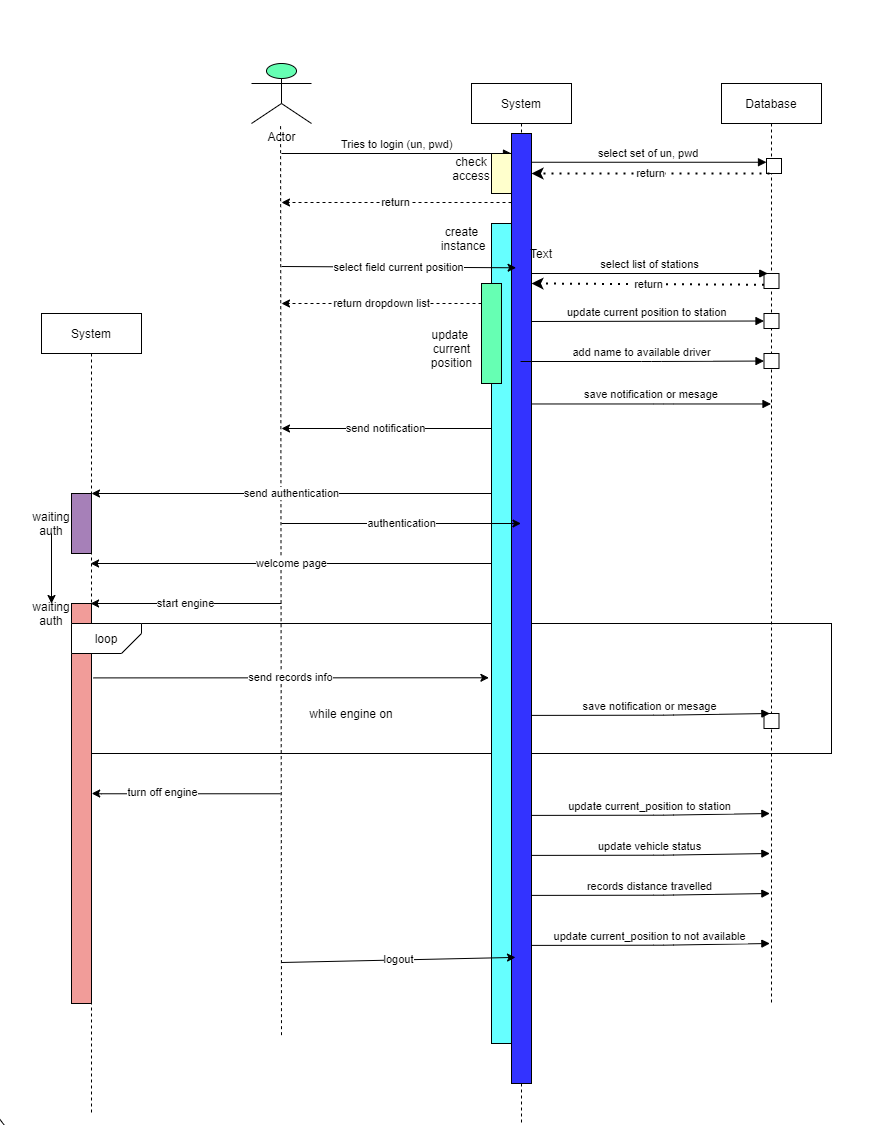 System
Database
Actor
Tries to login (un, pwd)
select set of un, pwd
check
access
return
return
create
instance
Text
select field current position
select list of stations
return
return dropdown list
update current position to station
System
update
current
position
add name to available driver
save notification or mesage
send notification
send authentication
waiting
auth
authentication
welcome page
start engine
waiting
auth
loop
send records info
while engine on
save notification or mesage
turn off engine
update current_position to station
update vehicle status
records distance travelled
update current_position to not available
logout